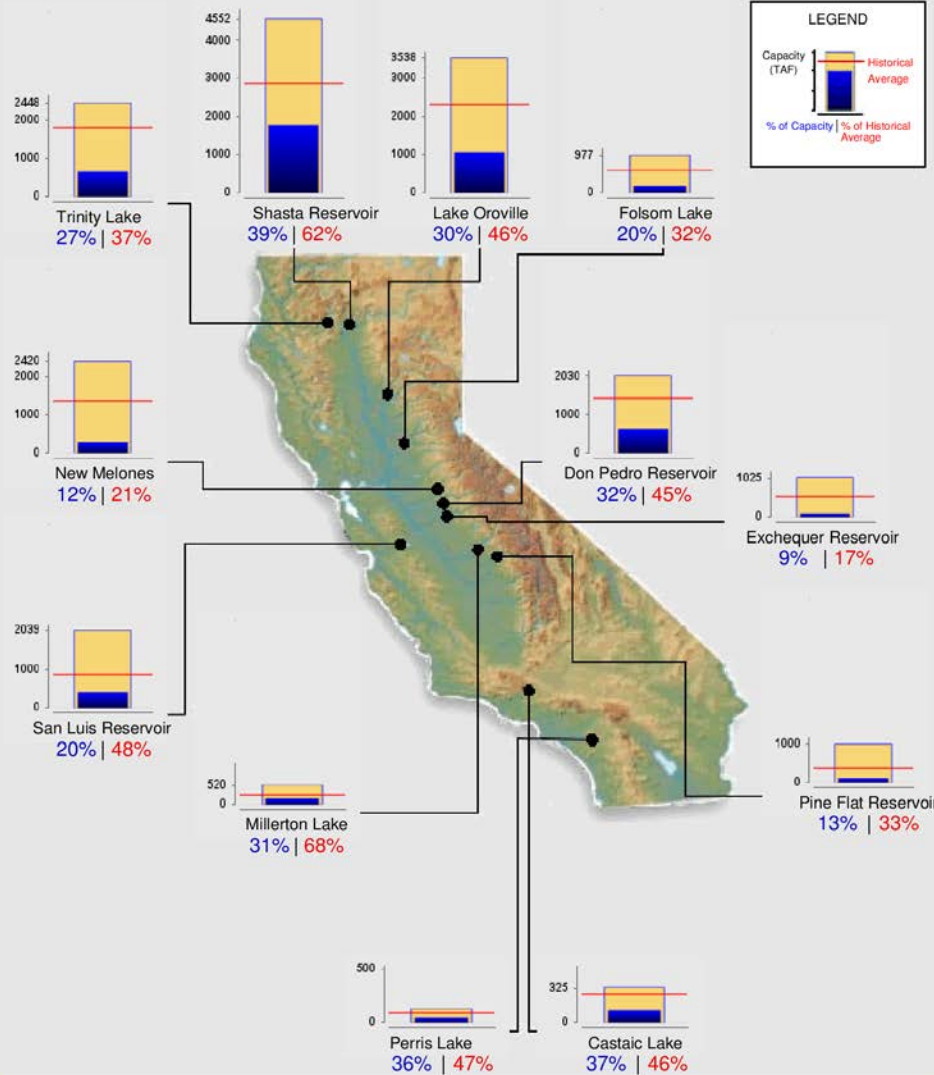 4552
4000
3000
2000
1000
0
Shasta Reservoir
39% | 62%
3538
3000
2000
1000
0
Lake Oroville
30% | 46%
LEGEND
Capacity
(TAF)
Historical
Average
% of Capacity | % of Historical
Average
2448
2000
1000
0
Trinity Lake
27% | 37%
977
0
Folsom Lake
20% | 32%
2420
2000
1000
0
New Melones
12% | 21%
2030
1000
0
Don Pedro Reservoir
32% | 45%
1025
0
Exchequer Reservoir
9% | 17%
2039
1000
0
San Luis Reservoir
20% | 48%
520
0
Millerton Lake
31% | 68%
1000
0
Pine Flat Reservoir
13% | 33%
500
0
Perris Lake
36% | 47%
325
0
Castaic Lake
37% | 46%